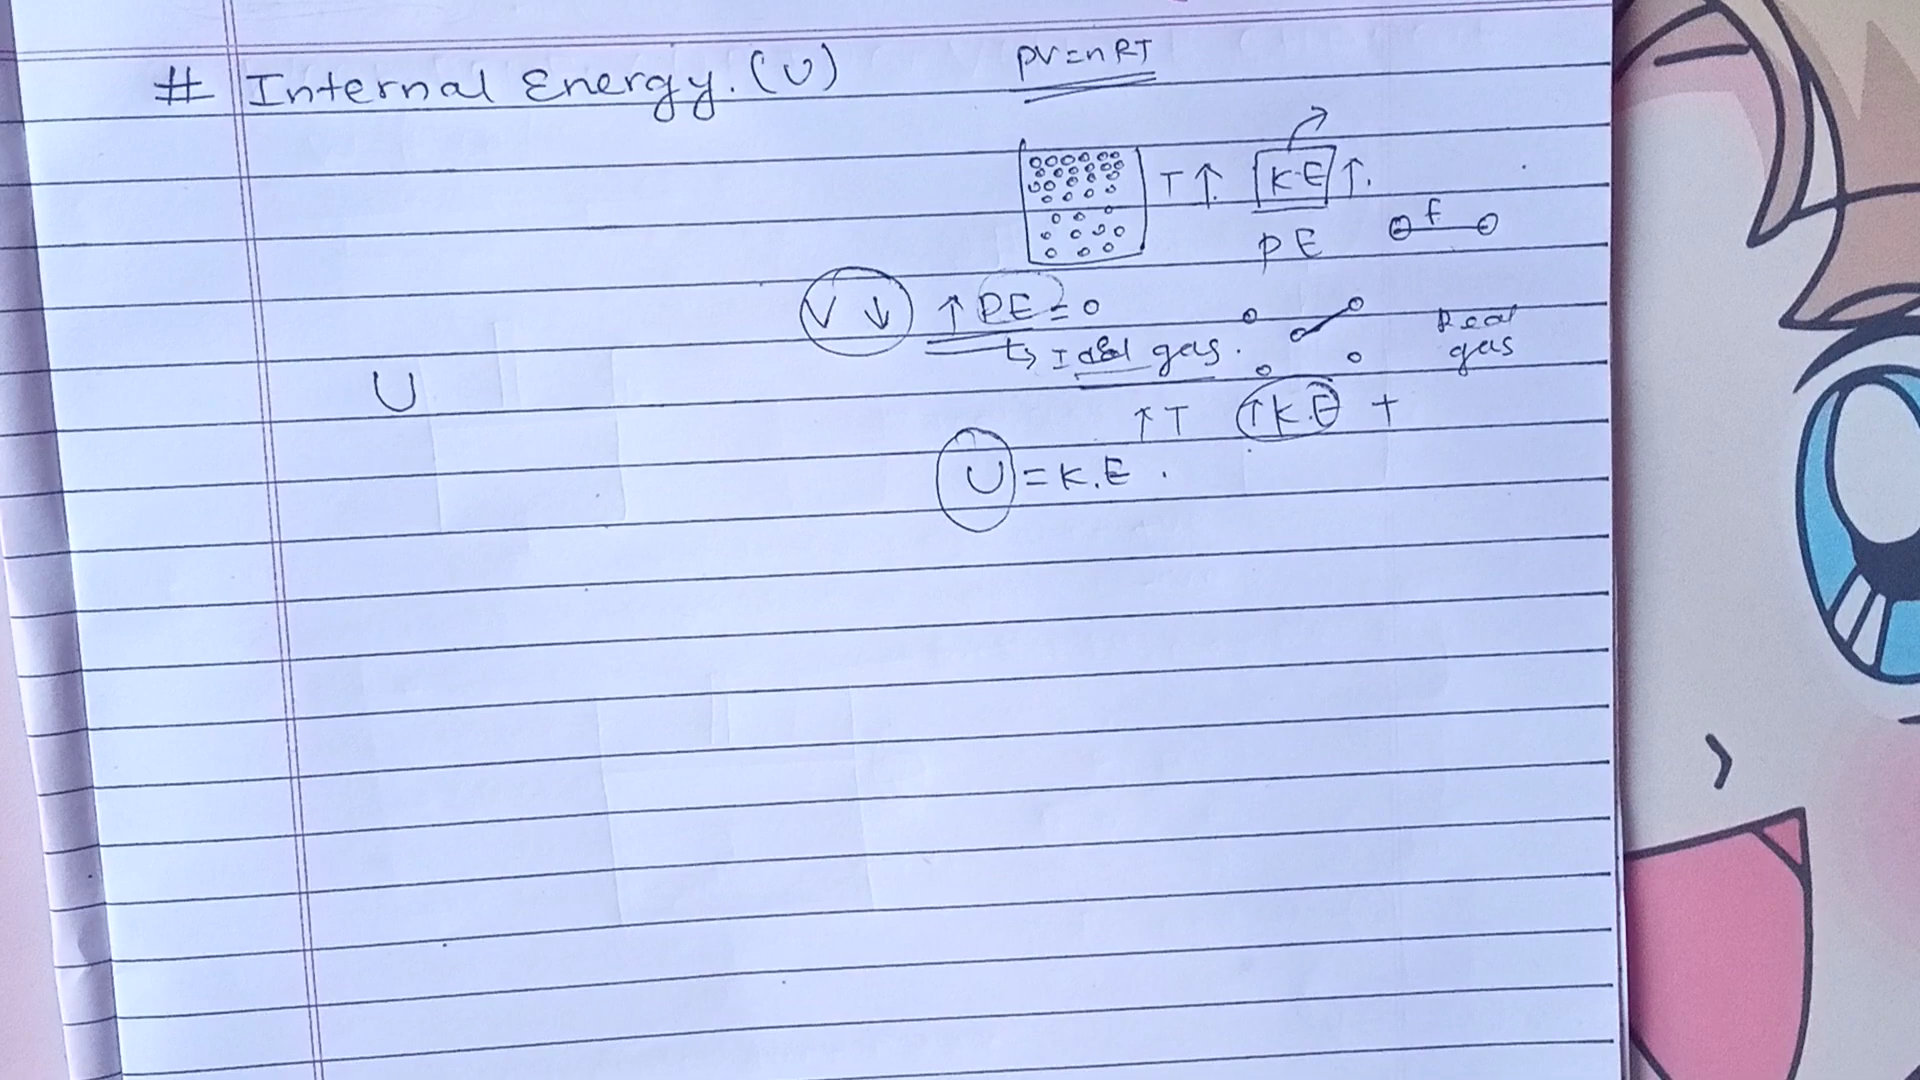 # Internal Energy. (U) PV=nRT
T↑ K.E ↑.
PE f
V ↓ ↑ PE = 0
↳ Ideal gas. Real gas
U
↑T ↑K.E +
U = K.E.